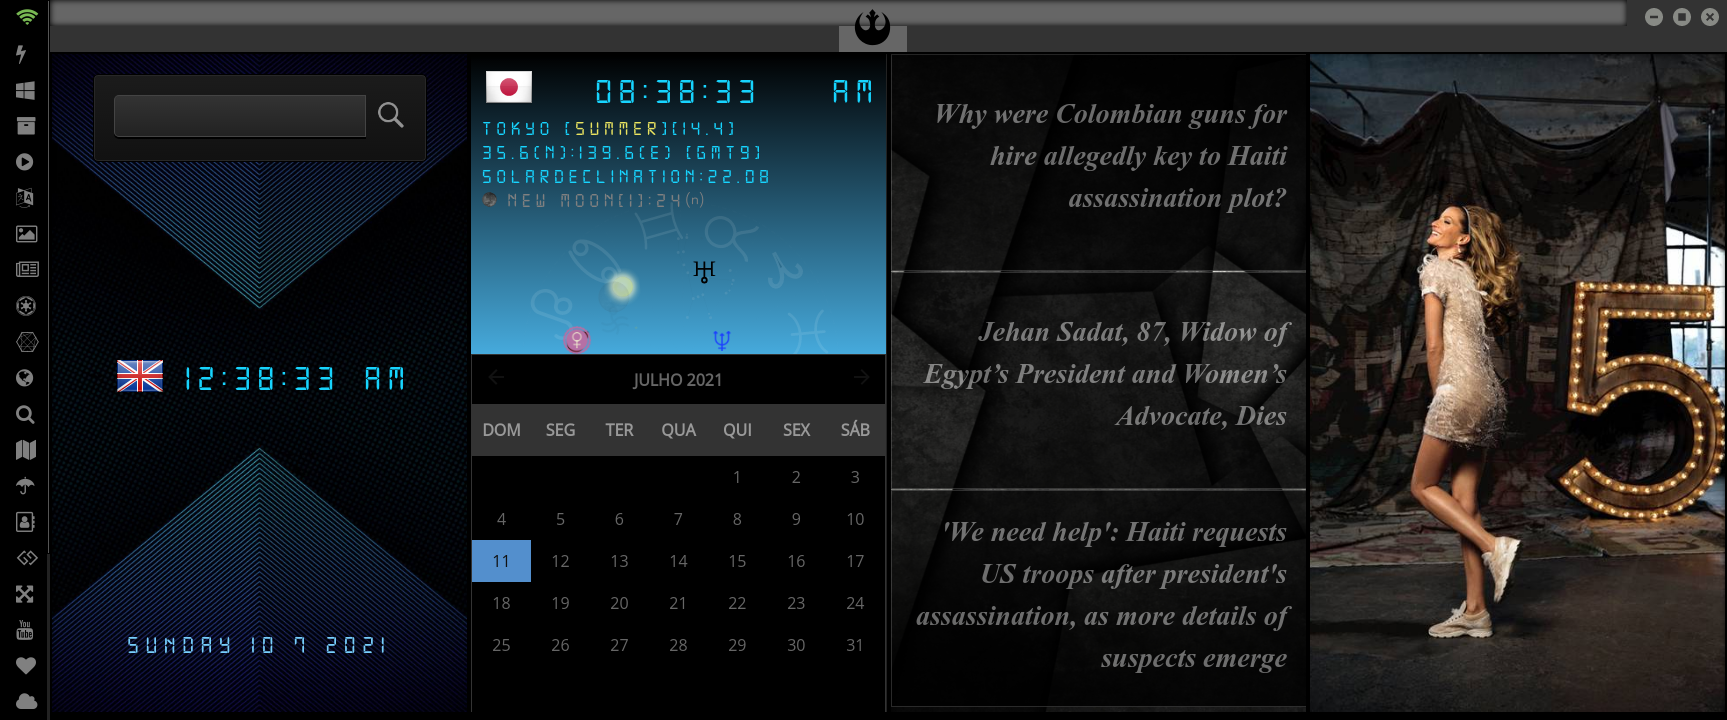 12:38:33 AM
SUNDAY 10 7 2021
08:38:33 AM
TOKYO [SUMMER][14.4]
35.6(N):139.6(E) [GMT9]
SOLARDECLINATION:22.08
NEW MOON[1]:24(n)
JULHO 2021
DOM SEG TER QUA QUI SEX SÁB
1 2 3
4 5 6 7 8 9 10
11 12 13 14 15 16 17
18 19 20 21 22 23 24
25 26 27 28 29 30 31
Why were Colombian guns for
hire allegedly key to Haiti
assassination plot?
Jehan Sadat, 87, Widow of
Egypt’s President and Women’s
Advocate, Dies
'We need help': Haiti requests
US troops after president's
assassination, as more details of
suspects emerge
5
You
Tube